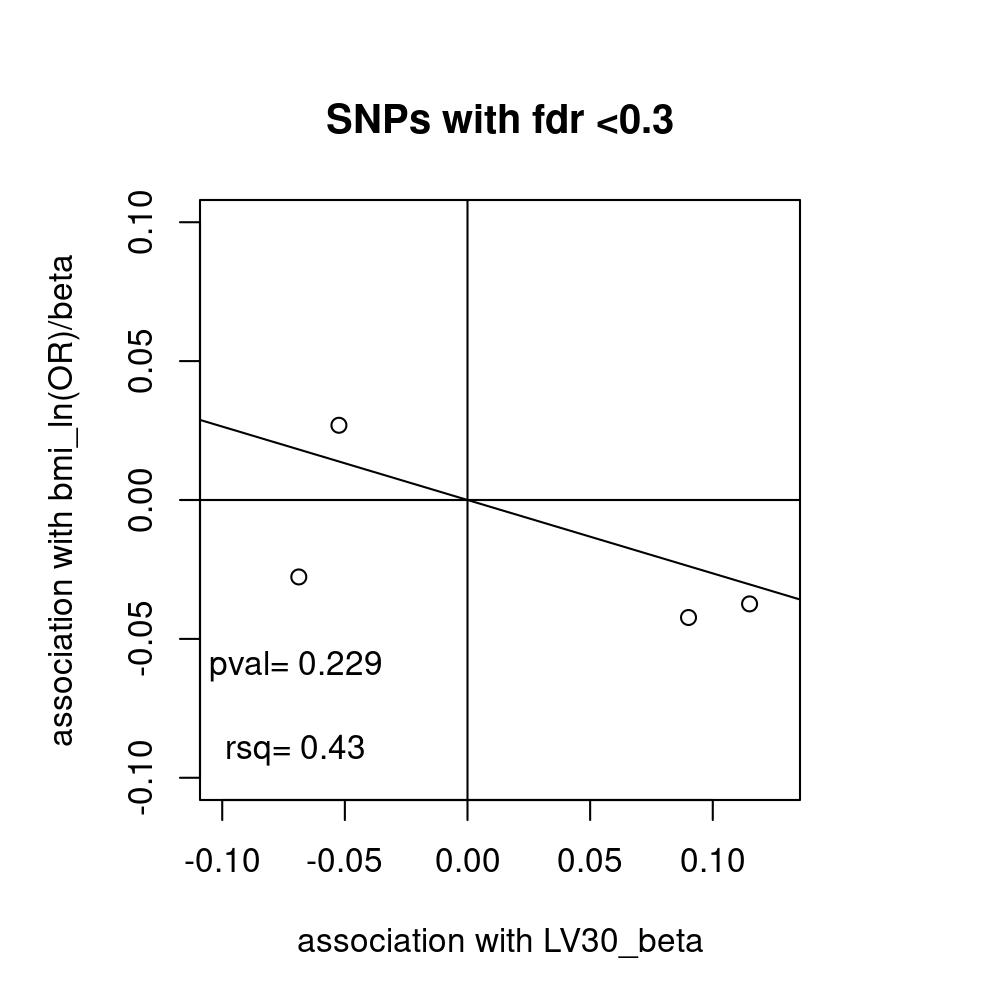 SNPs with fdr <0.3
association with bmi_ln(OR)/beta
0.10
0.05
0.00
-0.05
-0.10
pval= 0.229
rsq= 0.43
-0.10 -0.05 0.00 0.05 0.10
association with LV30_beta